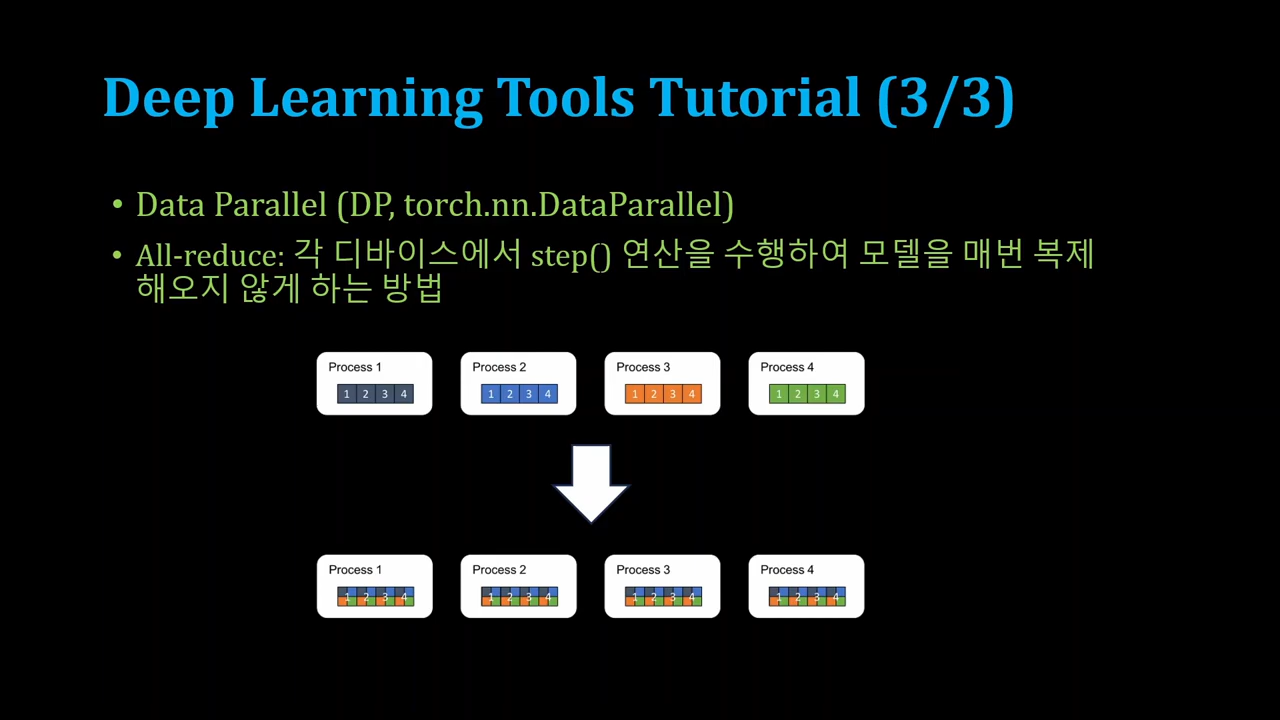 Deep Learning Tools Tutorial (3/3)
• Data Parallel (DP, torch.nn.DataParallel)
• All-reduce: 각 디바이스에서 step() 연산을 수행하여 모델을 매번 복제
해오지 않게 하는 방법
Process 1
1 2 3 4
Process 2
1 2 3 4
Process 3
1 2 3 4
Process 4
1 2 3 4
Process 1
1 2 3 4
Process 2
1 2 3 4
Process 3
1 2 3 4
Process 4
1 2 3 4